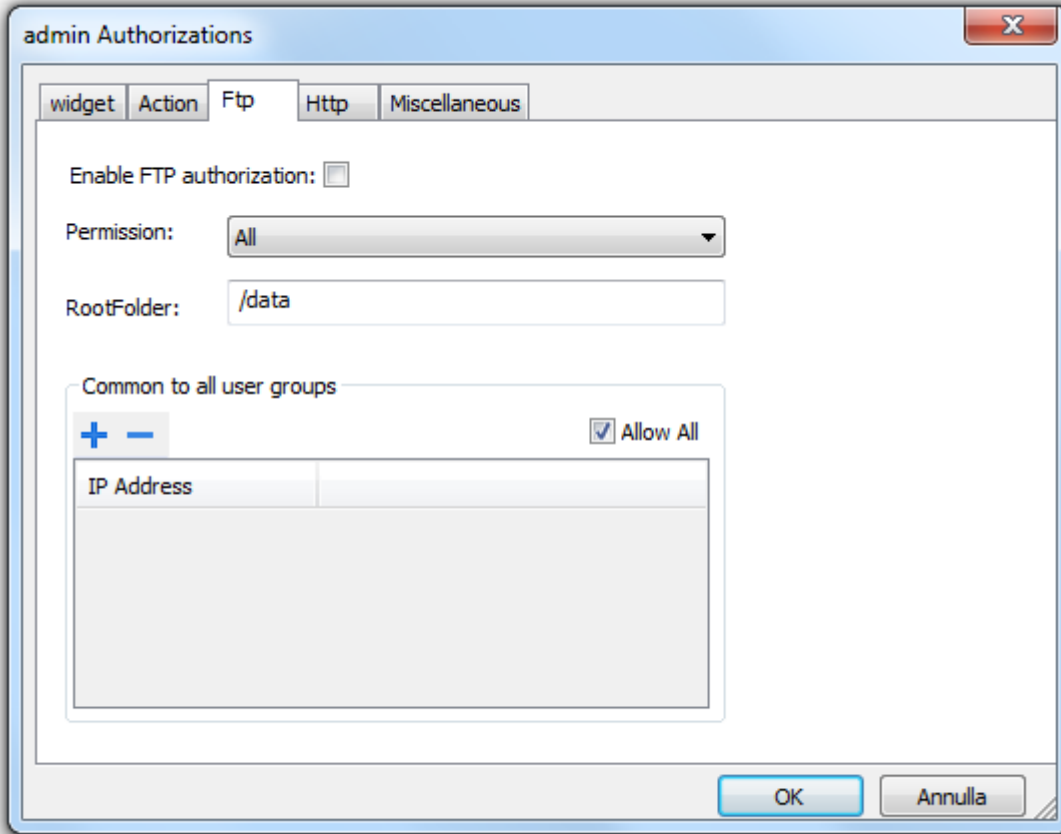 admin Authorizations
widget Action Ftp Http Miscellaneous
Enable FTP authorization:
Permission: All
RootFolder: /data
Common to all user groups
Allow All
IP Address
OK Annulla